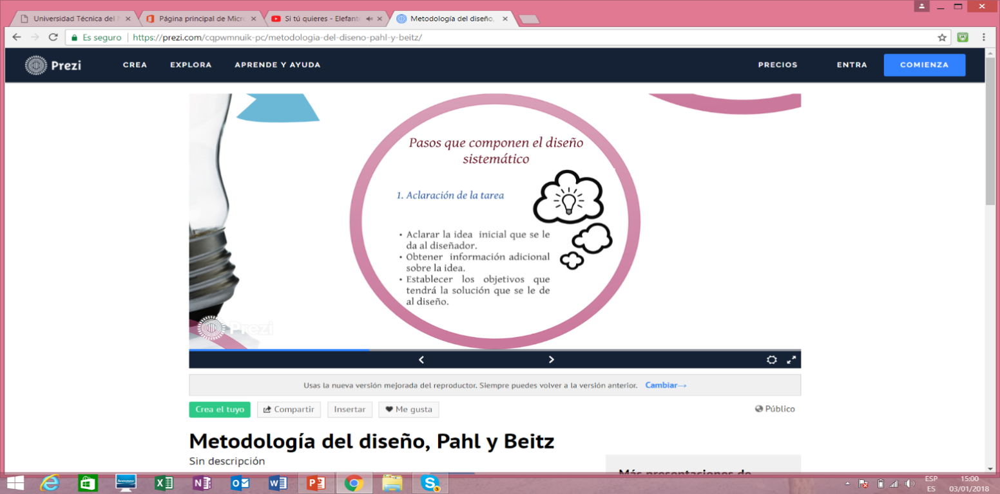 Universidad Técnica del
Página principal de Micro
Si tú quieres - Elefante
Metodología del diseño,
Es seguro
https://prezi.com/cqpwmnuik-pc/metodologia-del-diseno-pahl-y-beitz/
Prezi
CREA
EXPLORA
APRENDE Y AYUDA
PRECIOS
ENTRA
COMIENZA
Pasos que componen el diseño
sistemático
1. Aclaración de la tarea
• Aclarar la idea inicial que se le
da al diseñador.
• Obtener información adicional
sobre la idea.
• Establecer los objetivos que
tendrá la solución que se le de
al diseño.
Prezi
Usas la nueva versión mejorada del reproductor. Siempre puedes volver a la versión anterior. Cambiar→
Crea el tuyo
Compartir
Insertar
Me gusta
Público
Metodología del diseño, Pahl y Beitz
Sin descripción
Más presentaciones de
ESP
ES
15:00
03/01/2018